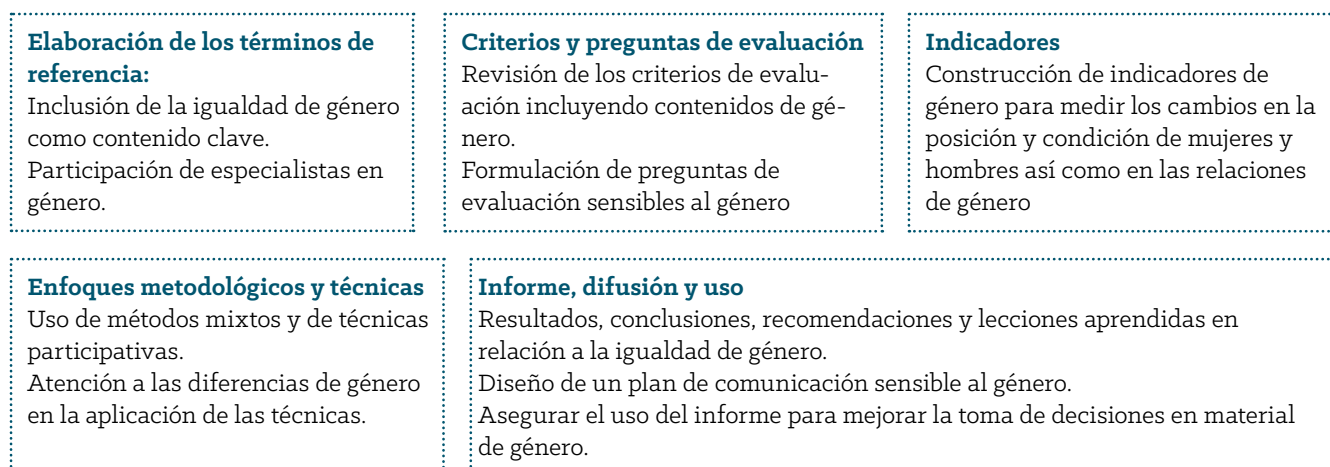 Elaboración de los términos de
referencia:
Inclusión de la igualdad de género
como contenido clave.
Participación de especialistas en
género.
Criterios y preguntas de evaluación
Revisión de los criterios de evalu-
ación incluyendo contenidos de gé-
nero.
Formulación de preguntas de
evaluación sensibles al género
Indicadores
Construcción de indicadores de
género para medir los cambios en la
posición y condición de mujeres y
hombres así como en las relaciones
de género
Enfoques metodológicos y técnicas
Uso de métodos mixtos y de técnicas
participativas.
Atención a las diferencias de género
en la aplicación de las técnicas.
Informe, difusión y uso
Resultados, conclusiones, recomendaciones y lecciones aprendidas en
relación a la igualdad de género.
Diseño de un plan de comunicación sensible al género.
Asegurar el uso del informe para mejorar la toma de decisiones en material
de género.